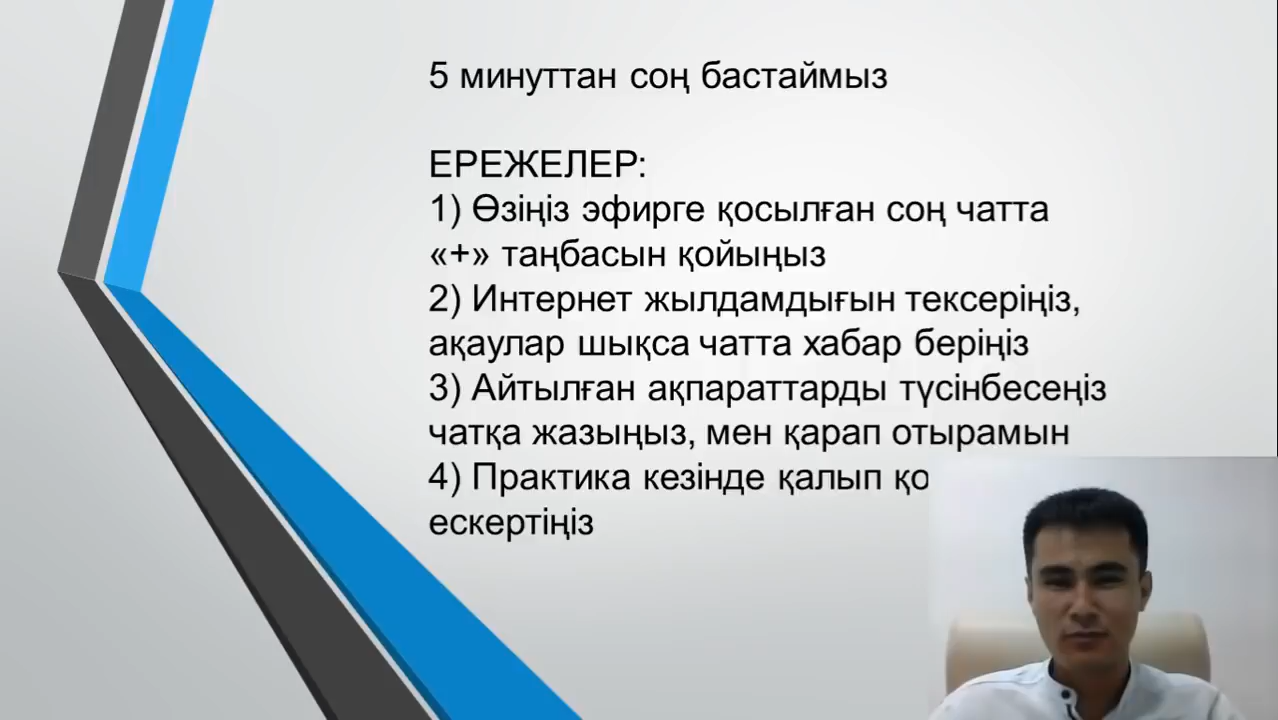 5 минуттан соң бастаймыз
ЕРЕЖЕЛЕР:
1) Өзіңіз эфирге қосылған соң чатта
«+» таңбасын қойыңыз
2) Интернет жылдамдығын тексеріңіз,
ақаулар шықса чатта хабар беріңіз
3) Айтылған ақпараттарды түсінбесеңіз
чатқа жазыңыз, мен қарап отырамын
4) Практика кезінде қалып
ескертіңіз